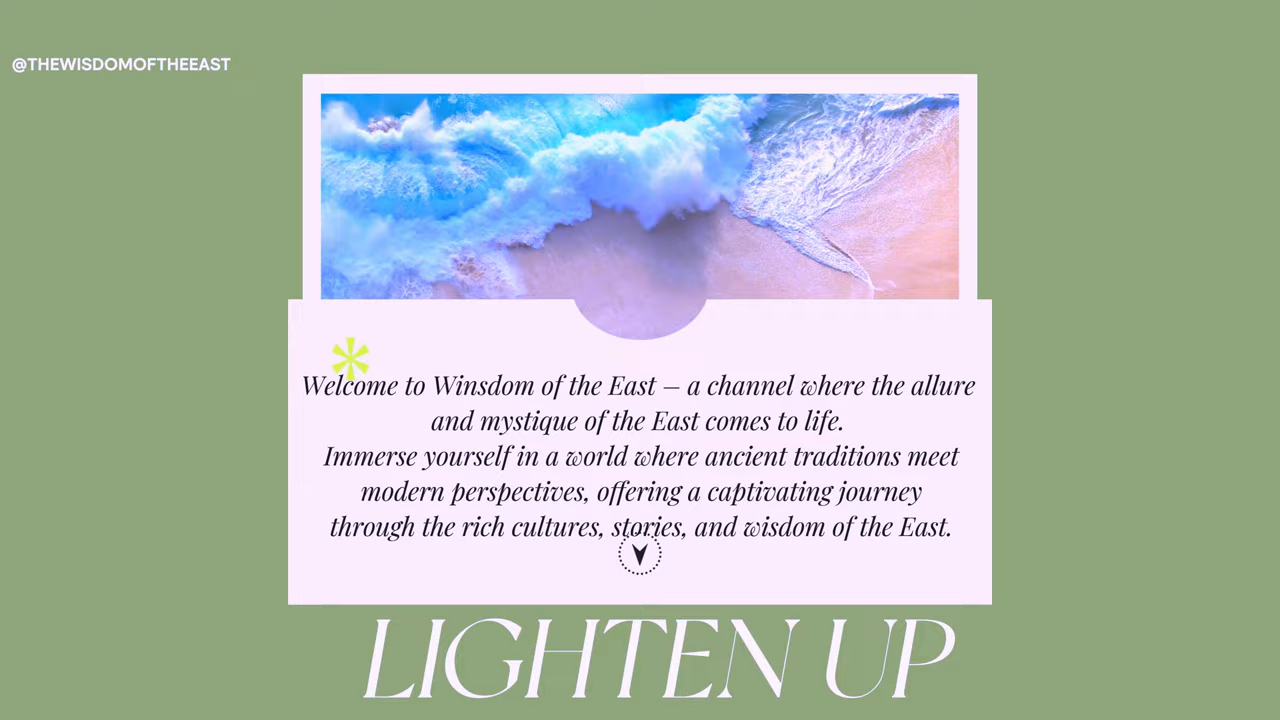 @THEWISDOMOFTHEEAST
Welcome to Winsdom of the East – a channel where the allure
and mystique of the East comes to life.
Immerse yourself in a world where ancient traditions meet
modern perspectives, offering a captivating journey
through the rich cultures, stories, and wisdom of the East.
LIGHTEN UP